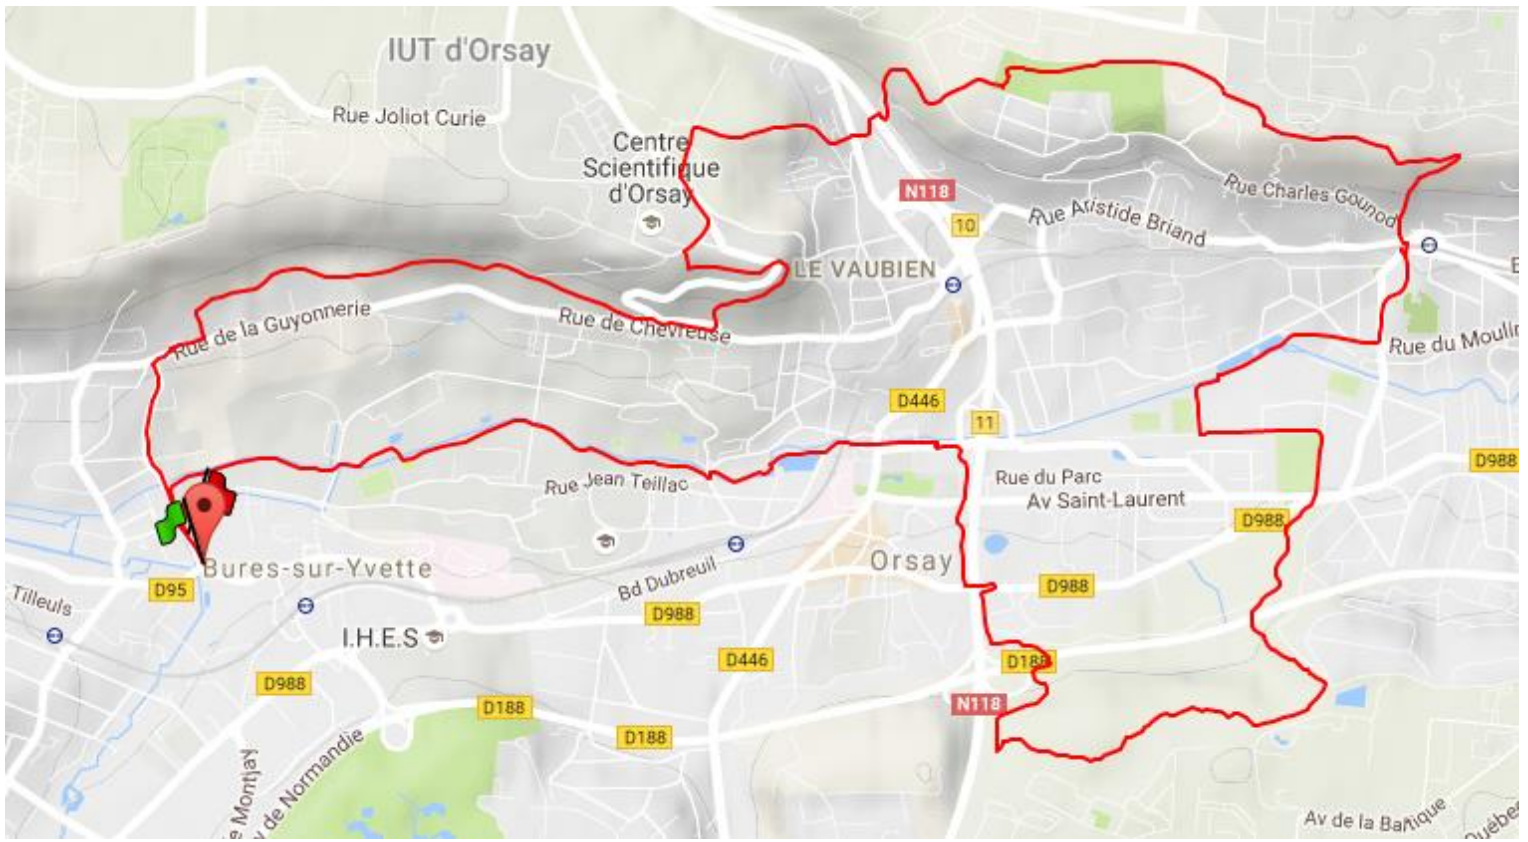 IUT d'Orsay
Rue Joliot Curie
Centre
Scientifique
d'Orsay
N118
Rue Charles Gounod
10
Rue Aristide Briand
LE VAUBIEN
Rue de la Guyonnerie
Rue de Chevreuse
Rue du Moulin
D446
11
D988
Rue Jean Teillac
Rue du Parc
Av Saint-Laurent
D988
Bures-sur-Yvette
Orsay
D95
Bd Dubreuil
D988
D988
Tilleuls
I.H.E.S
D446
D188
D988
N118
D188
D188
de Normandie
Montjay
Av de la Baltique